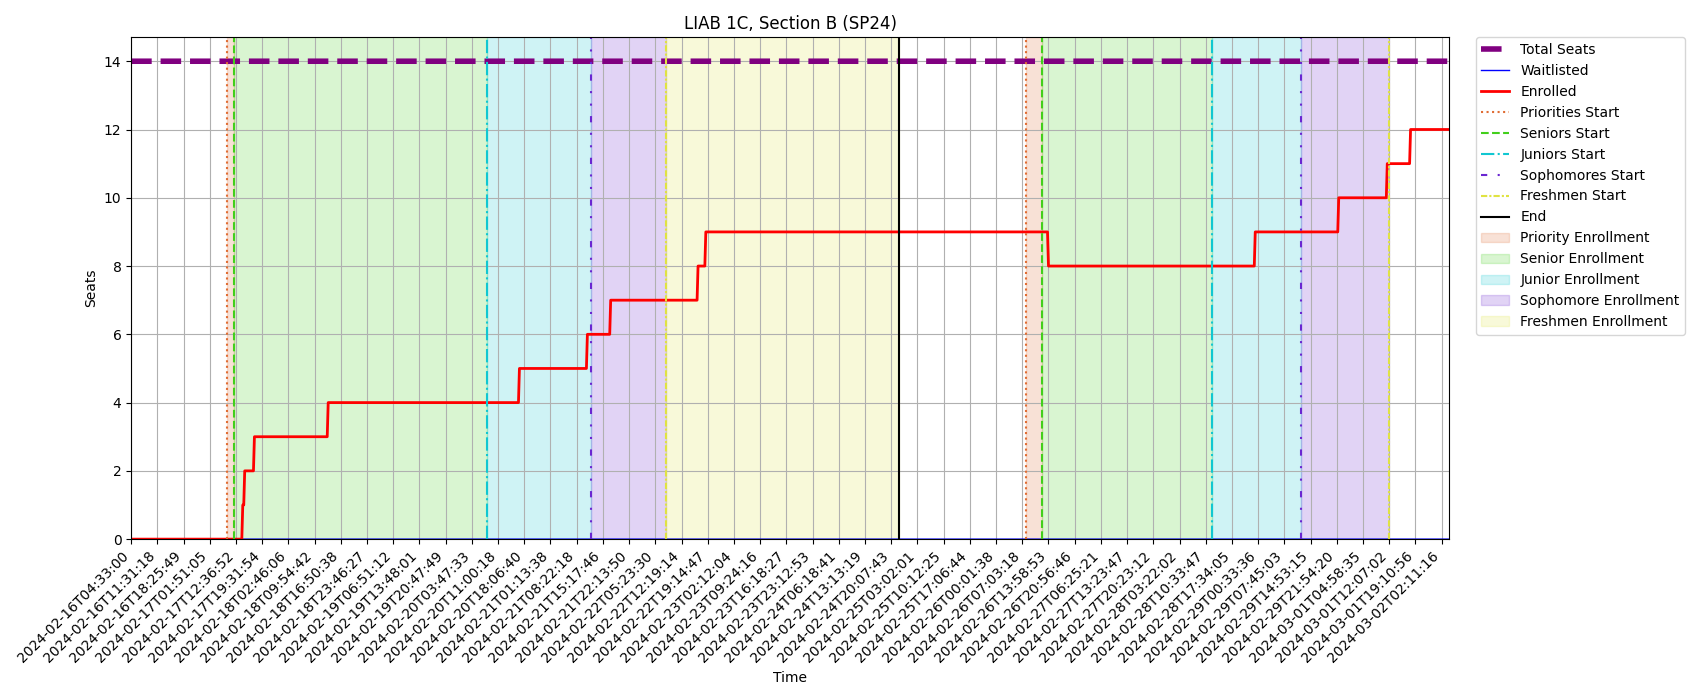 LIAB 1C, Section B (SP24)
Seats
14
12
10
8
6
4
2
0
2024-02-16T04:33:00
2024-02-16T11:31:18
2024-02-16T18:25:49
2024-02-17T01:51:05
2024-02-17T12:36:52
2024-02-17T19:31:54
2024-02-18T02:46:06
2024-02-18T09:54:42
2024-02-18T16:50:38
2024-02-18T23:46:27
2024-02-19T06:51:12
2024-02-19T13:48:01
2024-02-19T20:47:49
2024-02-20T03:47:33
2024-02-20T11:00:18
2024-02-20T18:06:40
2024-02-21T01:13:38
2024-02-21T08:22:18
2024-02-21T15:17:46
2024-02-21T22:13:50
2024-02-22T05:23:30
2024-02-22T12:19:14
2024-02-22T19:14:47
2024-02-23T02:12:04
2024-02-23T09:24:16
2024-02-23T16:18:27
2024-02-23T23:12:53
2024-02-24T06:18:41
2024-02-24T13:13:19
2024-02-24T20:07:43
2024-02-25T03:02:01
2024-02-25T10:12:25
2024-02-25T17:06:44
2024-02-26T00:01:38
2024-02-26T07:03:18
2024-02-26T13:58:53
2024-02-26T20:56:46
2024-02-27T06:25:21
2024-02-27T13:23:47
2024-02-27T20:23:12
2024-02-28T03:22:02
2024-02-28T10:33:47
2024-02-28T17:34:05
2024-02-29T00:33:36
2024-02-29T07:45:03
2024-02-29T14:53:15
2024-02-29T21:54:20
2024-03-01T04:58:35
2024-03-01T12:07:02
2024-03-01T19:10:56
2024-03-02T02:11:16
Time
Total Seats
Waitlisted
Enrolled
Priorities Start
Seniors Start
Juniors Start
Sophomores Start
Freshmen Start
End
Priority Enrollment
Senior Enrollment
Junior Enrollment
Sophomore Enrollment
Freshmen Enrollment